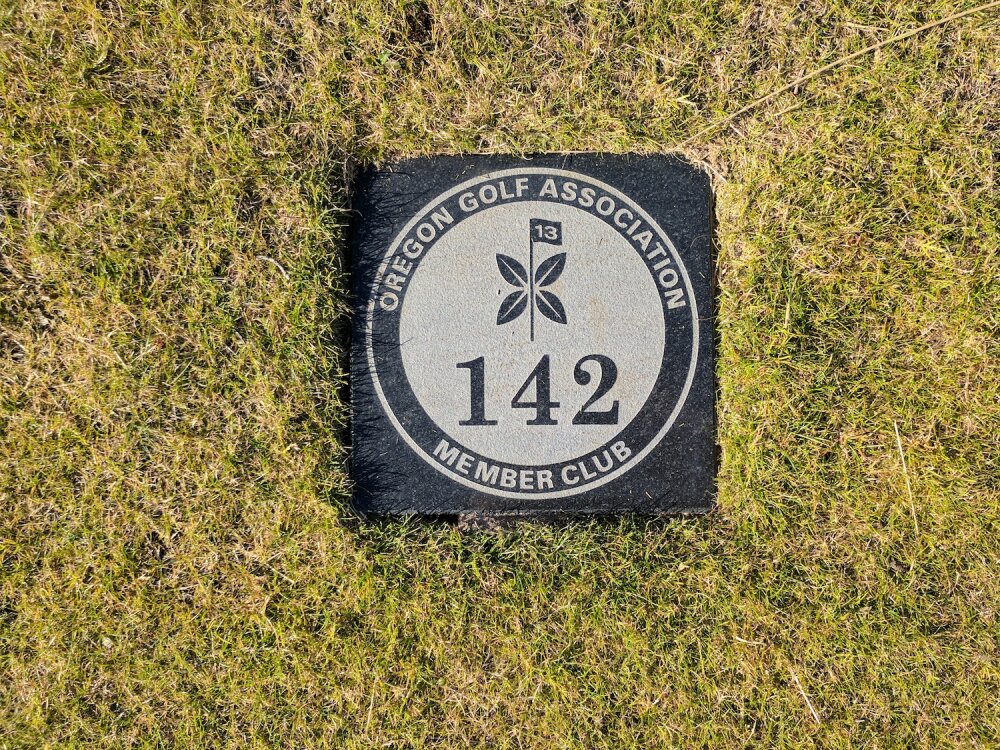 OREGON GOLF ASSOCIATION
13
142
MEMBER CLUB